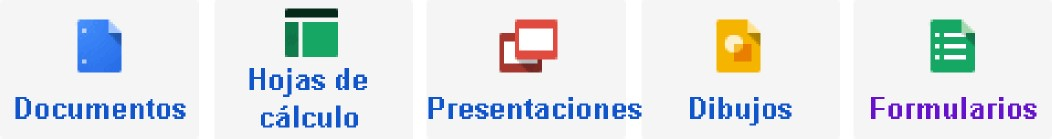 Documentos
Hojas de
cálculo
Presentaciones
Dibujos
Formularios